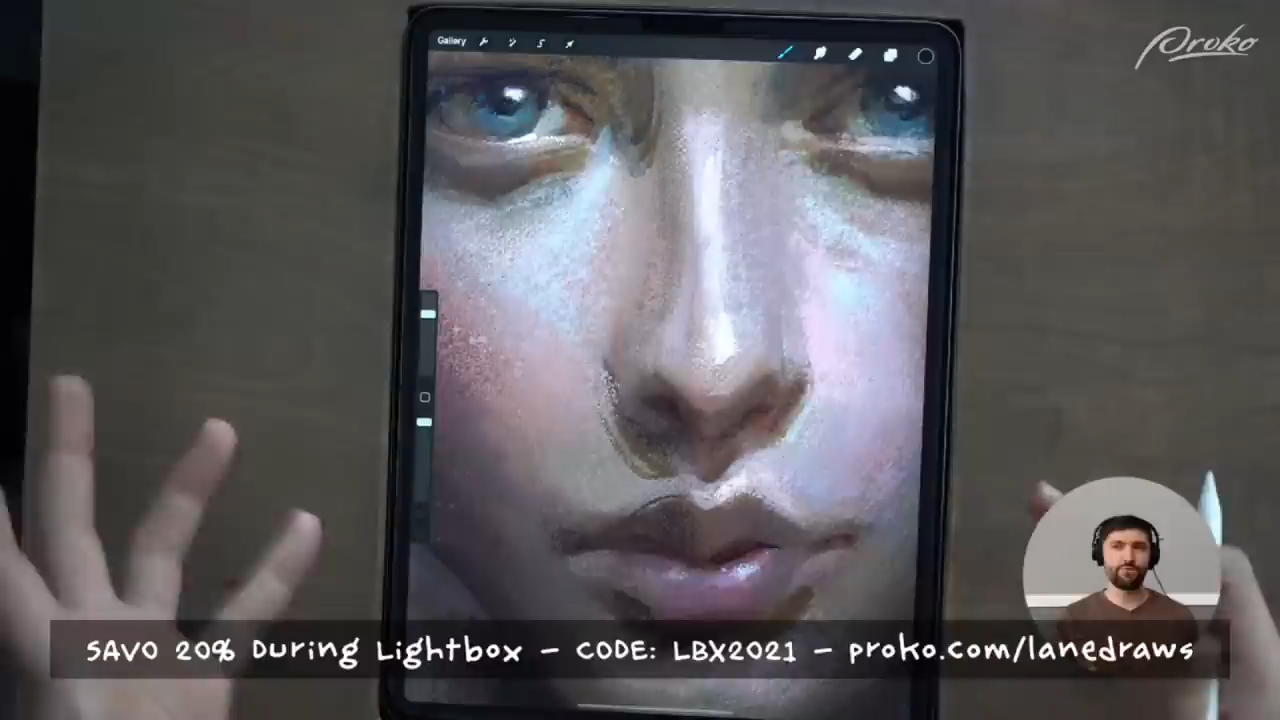 Proko
Gallery
SAVO 20% During Lightbox – CODE: LBX2021 – proko.com/lanedraws